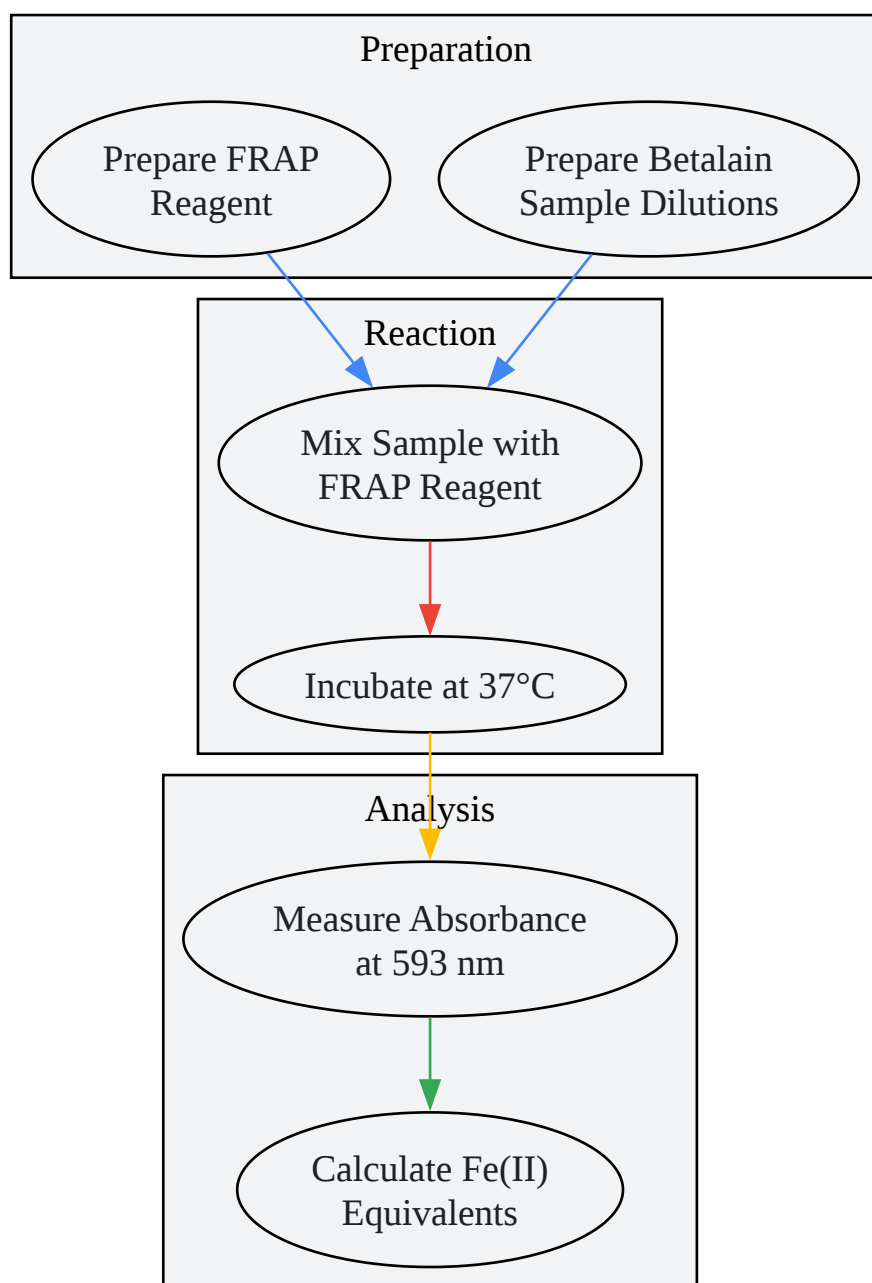 Preparation
Prepare FRAP
Reagent
Prepare Betalain
Sample Dilutions
Reaction
Mix Sample with
FRAP Reagent
Incubate at 37°C
Analysis
Measure Absorbance
at 593 nm
Calculate Fe(II)
Equivalents